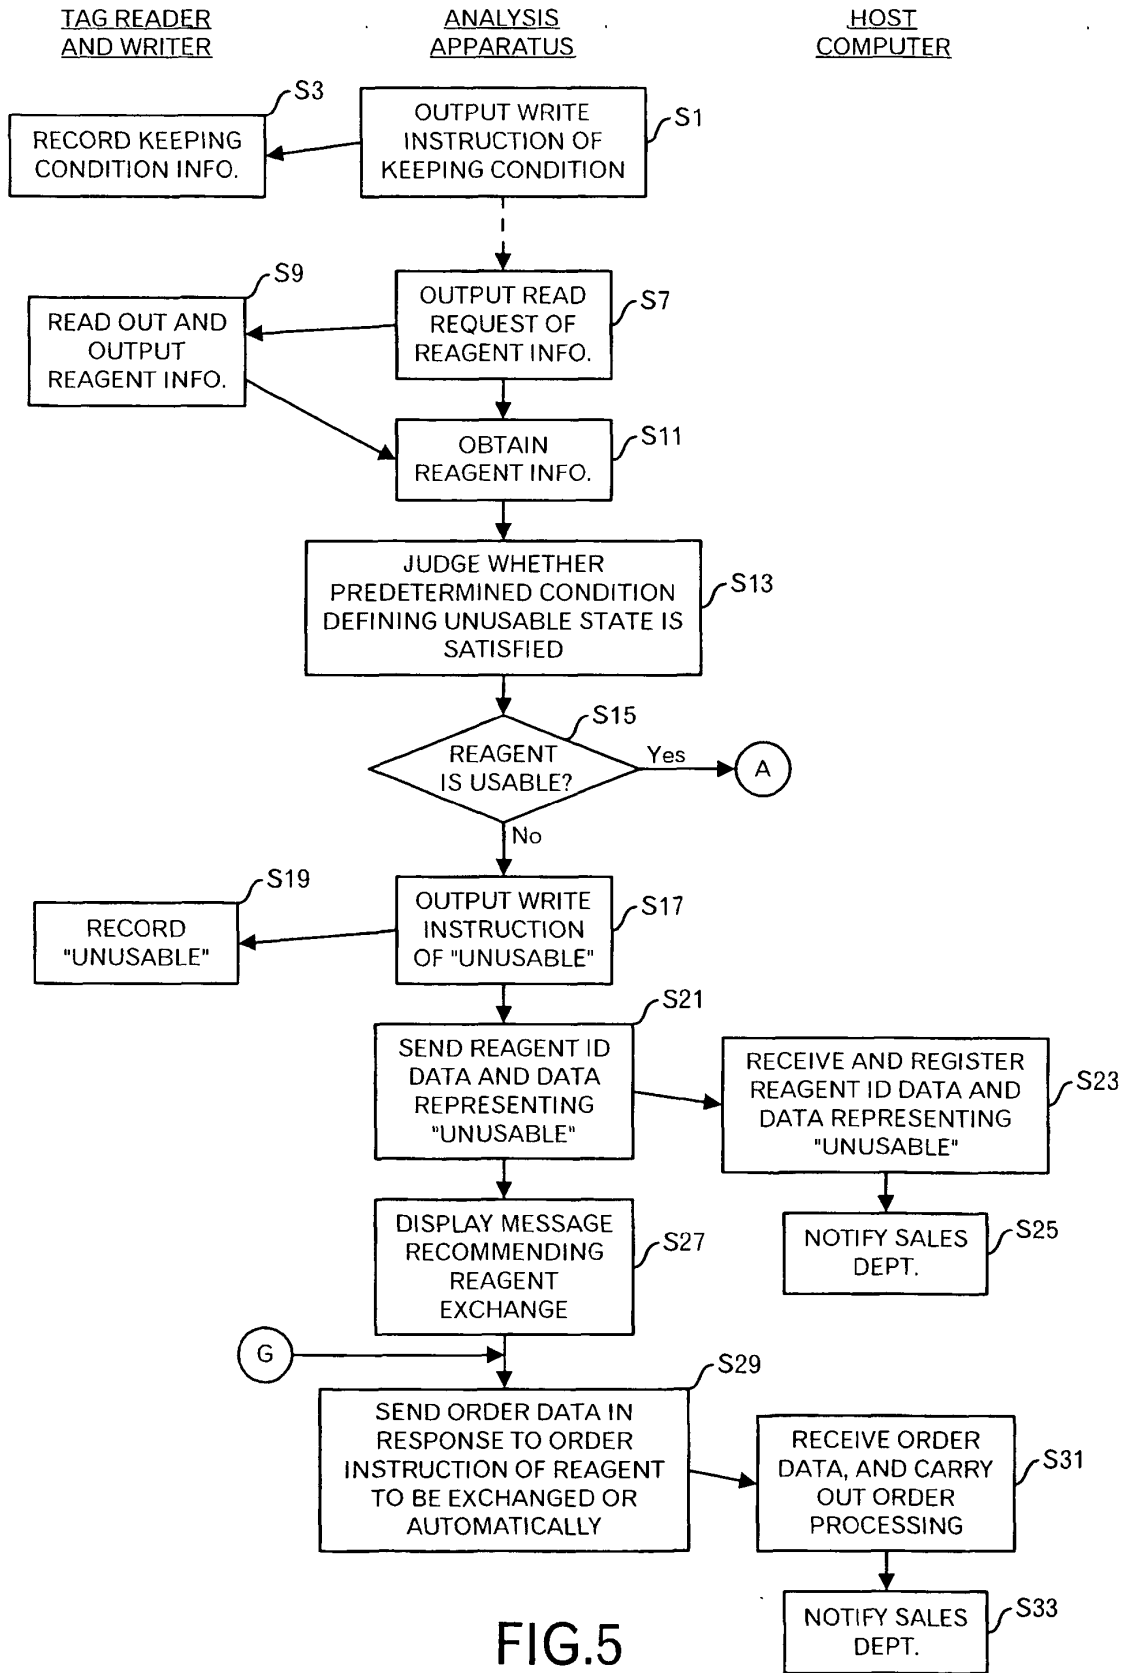 TAG READER
AND WRITER
ANALYSIS
APPARATUS
HOST
COMPUTER
S3
RECORD KEEPING
CONDITION INFO.
S1
OUTPUT WRITE
INSTRUCTION OF
KEEPING CONDITION
S9
READ OUT AND
OUTPUT
REAGENT INFO.
S7
OUTPUT READ
REQUEST OF
REAGENT INFO.
S11
OBTAIN
REAGENT INFO.
S13
JUDGE WHETHER
PREDETERMINED CONDITION
DEFINING UNUSABLE STATE IS
SATISFIED
S15
REAGENT
IS USABLE?
Yes
A
No
S19
RECORD
"UNUSABLE"
S17
OUTPUT WRITE
INSTRUCTION
OF "UNUSABLE"
S21
SEND REAGENT ID
DATA AND DATA
REPRESENTING
"UNUSABLE"
S23
RECEIVE AND REGISTER
REAGENT ID DATA AND
DATA REPRESENTING
"UNUSABLE"
S27
DISPLAY MESSAGE
RECOMMENDING
REAGENT
EXCHANGE
S25
NOTIFY SALES
DEPT.
G
S29
SEND ORDER DATA IN
RESPONSE TO ORDER
INSTRUCTION OF REAGENT
TO BE EXCHANGED OR
AUTOMATICALLY
S31
RECEIVE ORDER
DATA, AND CARRY
OUT ORDER
PROCESSING
S33
NOTIFY SALES
DEPT.
FIG.5